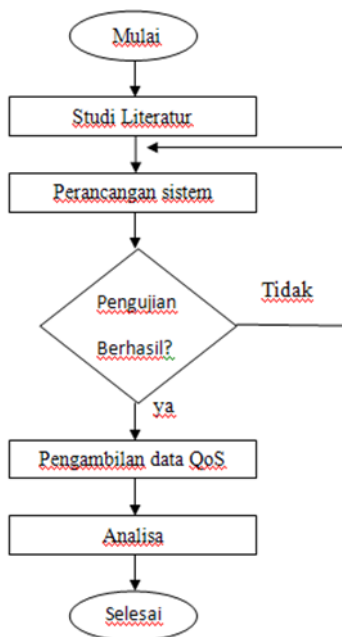 Mulai
Studi Literatur
Perancangan sistem
Pengujian
Berhasil?
Tidak
ya
Pengambilan data QoS
Analisa
Selesai